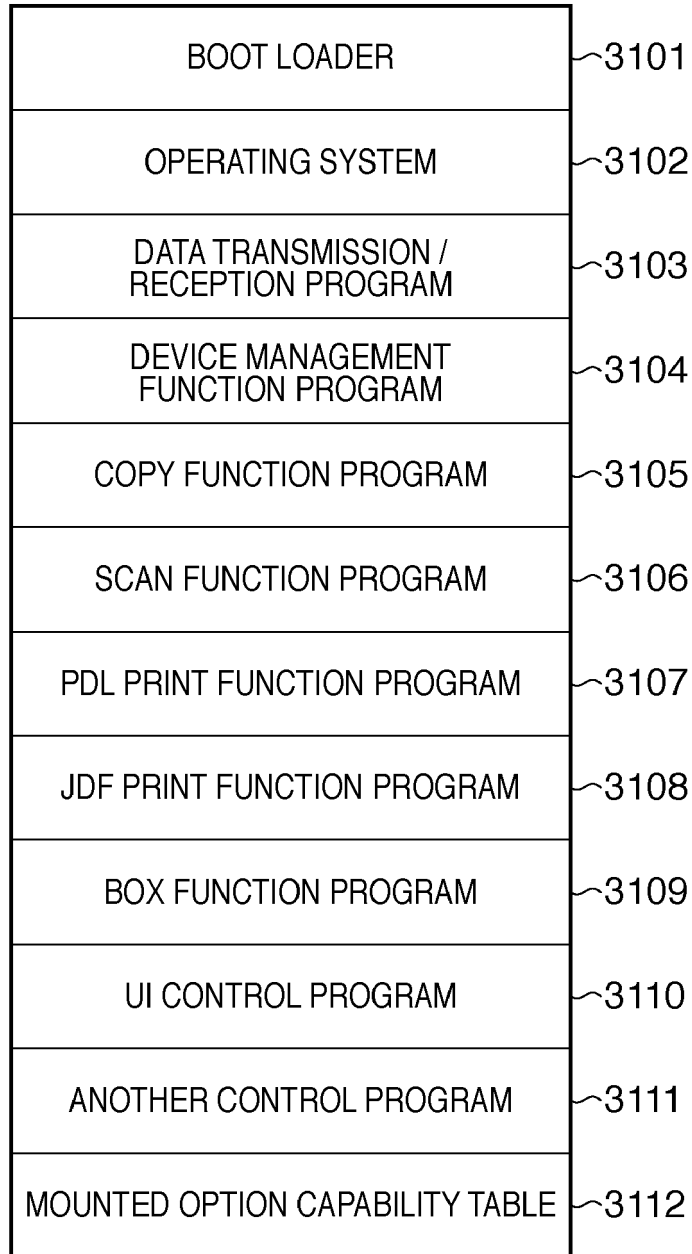 BOOT LOADER
3101
OPERATING SYSTEM
3102
DATA TRANSMISSION /
RECEPTION PROGRAM
3103
DEVICE MANAGEMENT
FUNCTION PROGRAM
3104
COPY FUNCTION PROGRAM
3105
SCAN FUNCTION PROGRAM
3106
PDL PRINT FUNCTION PROGRAM
3107
JDF PRINT FUNCTION PROGRAM
3108
BOX FUNCTION PROGRAM
3109
UI CONTROL PROGRAM
3110
ANOTHER CONTROL PROGRAM
3111
MOUNTED OPTION CAPABILITY TABLE
3112